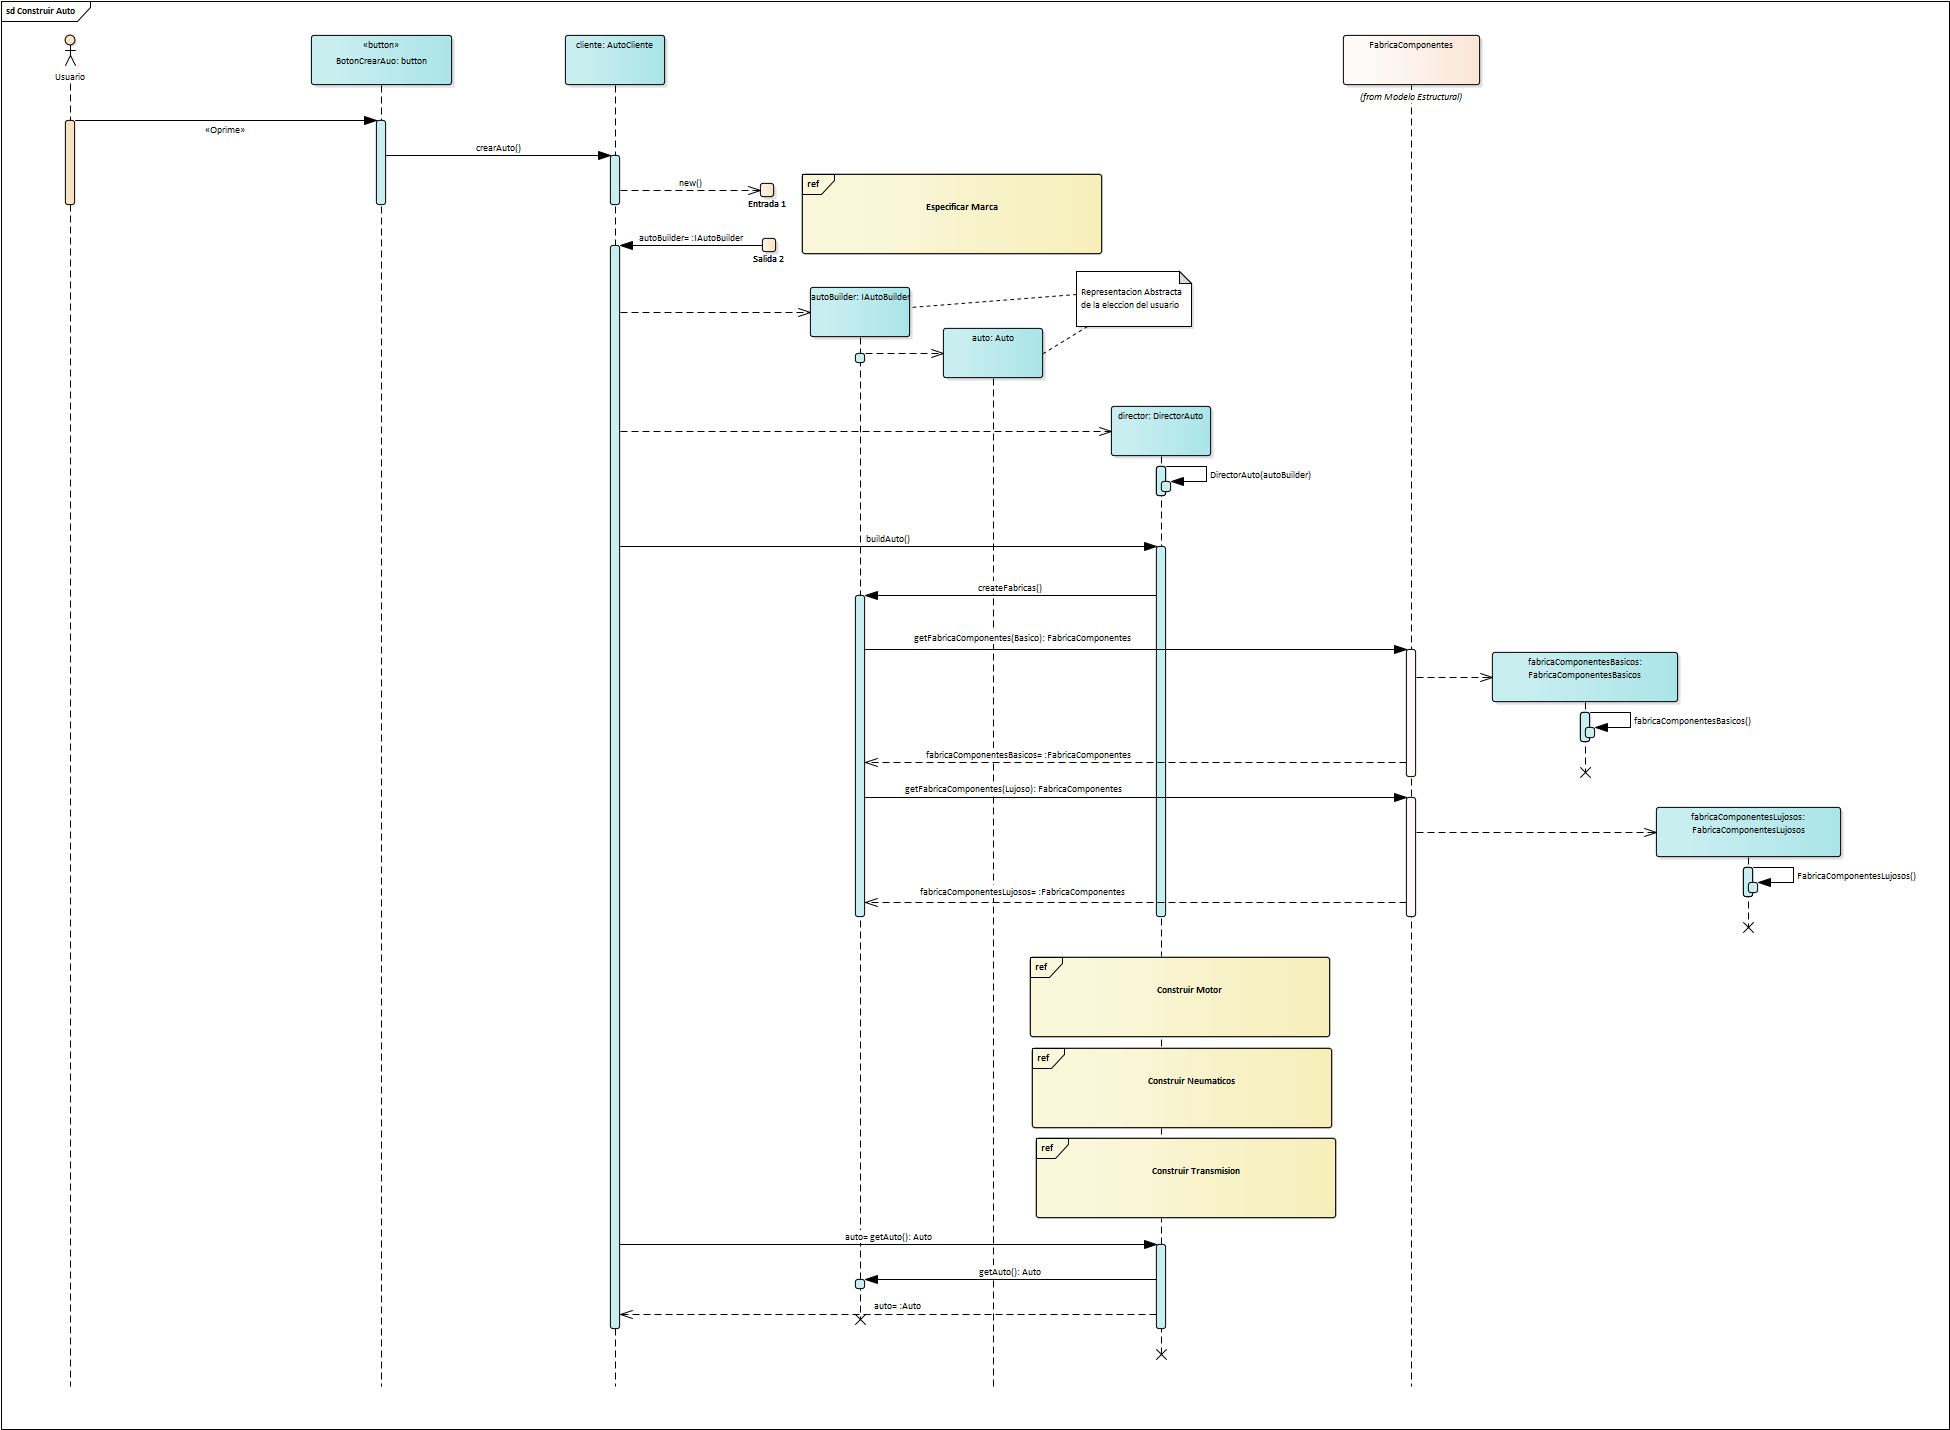 sd Construir Auto
Usuario
«button»
BotonCrearAuo: button
cliente: AutoCliente
FabricaComponentes
(from Modelo Estructural)
«Oprime»
crearAuto()
new()
Entrada 1
ref
Especificar Marca
autoBuilder= :IAutoBuilder
Salida 2
autoBuilder: IAutoBuilder
Representacion Abstracta
de la eleccion del usuario
auto: Auto
director: DirectorAuto
DirectorAuto(autoBuilder)
buildAuto()
createFabricas()
getFabricaComponentes(Basico): FabricaComponentes
fabricaComponentesBasicos:
FabricaComponentesBasicos
fabricaComponentesBasicos()
fabricaComponentesBasicos= :FabricaComponentes
getFabricaComponentes(Lujoso): FabricaComponentes
fabricaComponentesLujosos:
FabricaComponentesLujosos
FabricaComponentesLujosos()
fabricaComponentesLujosos= :FabricaComponentes
ref
Construir Motor
ref
Construir Neumaticos
ref
Construir Transmision
auto= getAuto(): Auto
getAuto(): Auto
auto= :Auto